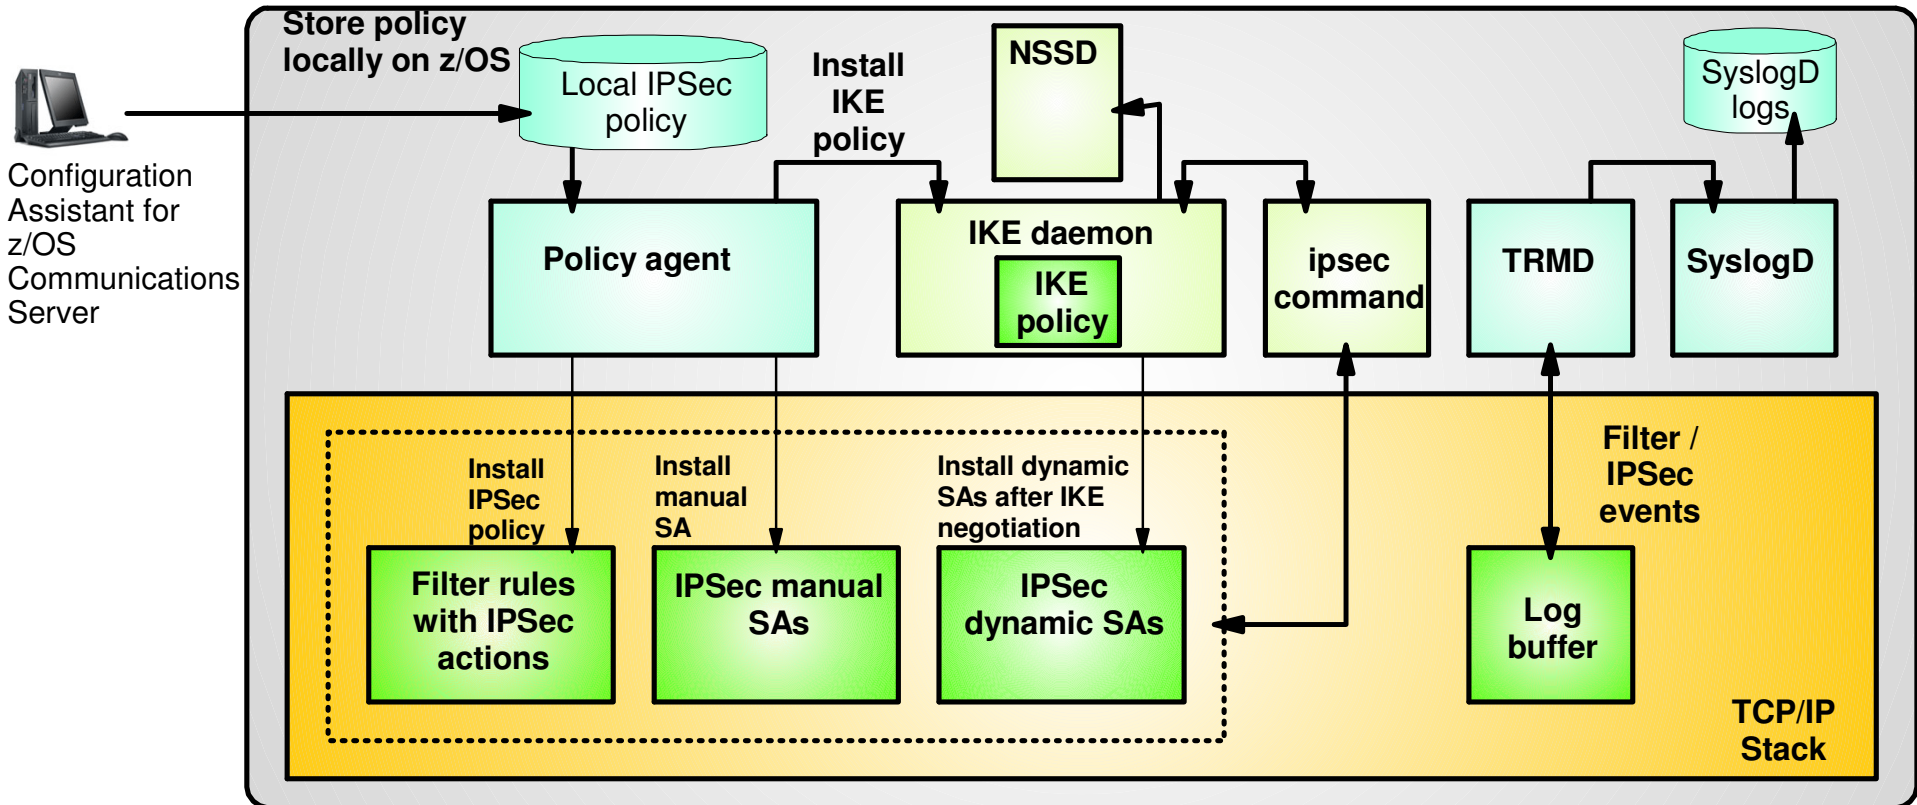 Store policy
locally on z/OS
Configuration
Assistant for
z/OS
Communications
Server
Local IPSec
policy
Install
IKE
policy
NSSD
SyslogD
logs
Policy agent
IKE daemon
IKE
policy
ipsec
command
TRMD
SyslogD
Install
IPSec
policy
Install
manual
SA
Install dynamic
SAs after IKE
negotiation
Filter /
IPSec
events
Filter rules
with IPSec
actions
IPSec manual
SAs
IPSec
dynamic SAs
Log
buffer
TCP/IP
Stack